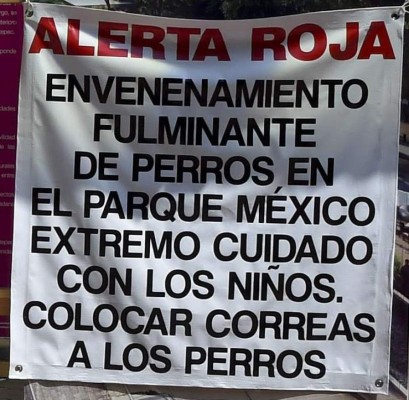 ALERTA ROJA
ENVENENAMIENTO
FULMINANTE
DE PERROS EN
EL PARQUE MÉXICO
EXTREMO CUIDADO
CON LOS NIÑOS.
COLOCAR CORREAS
A LOS PERROS